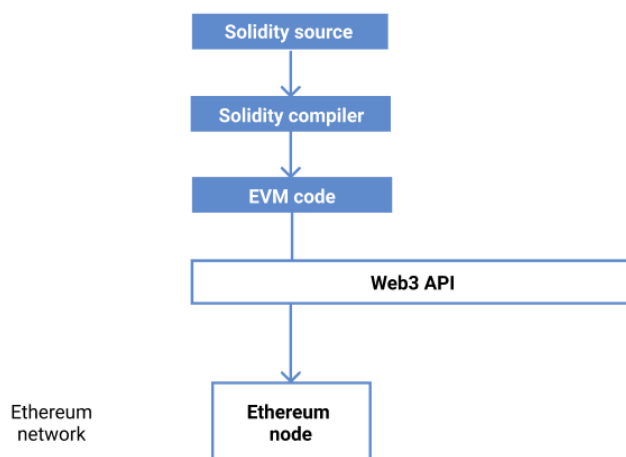 Solidity source
Solidity compiler
EVM code
Web3 API
Ethereum
network
Ethereum
node